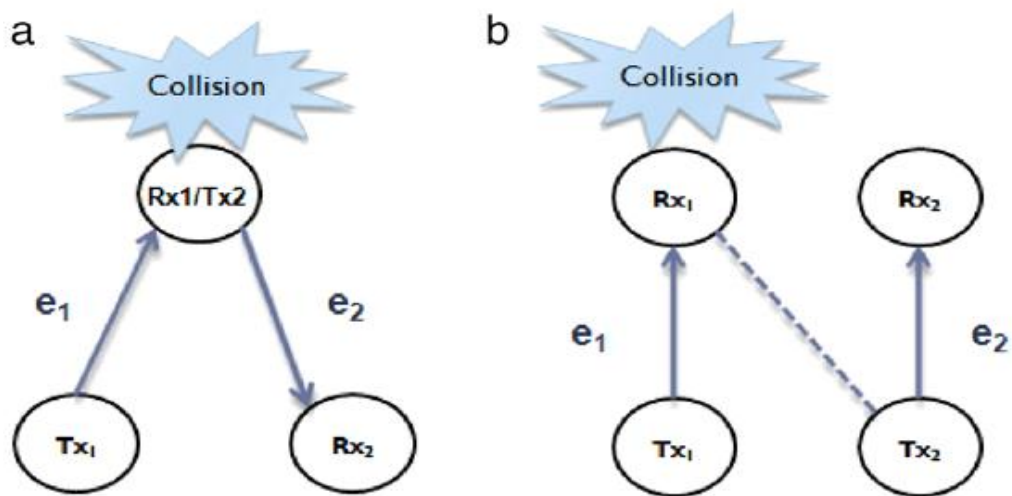 a
Collision
Rx1/Tx2
e₁
e₂
Tx₁
Rx₂
b
Collision
Rx₁
Rx₂
e₁
e₂
Tx₁
Tx₂